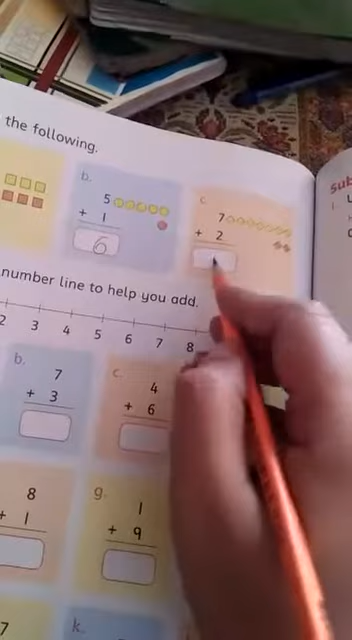 the following.
b.
5
+ 1
6
c.
7
+ 2
number line to help you add.
2 3 4 5 6 7 8
b.
7
+ 3
c.
4
+ 6
8
+ 1
g.
1
+ 9
7
k.
Sub
1.